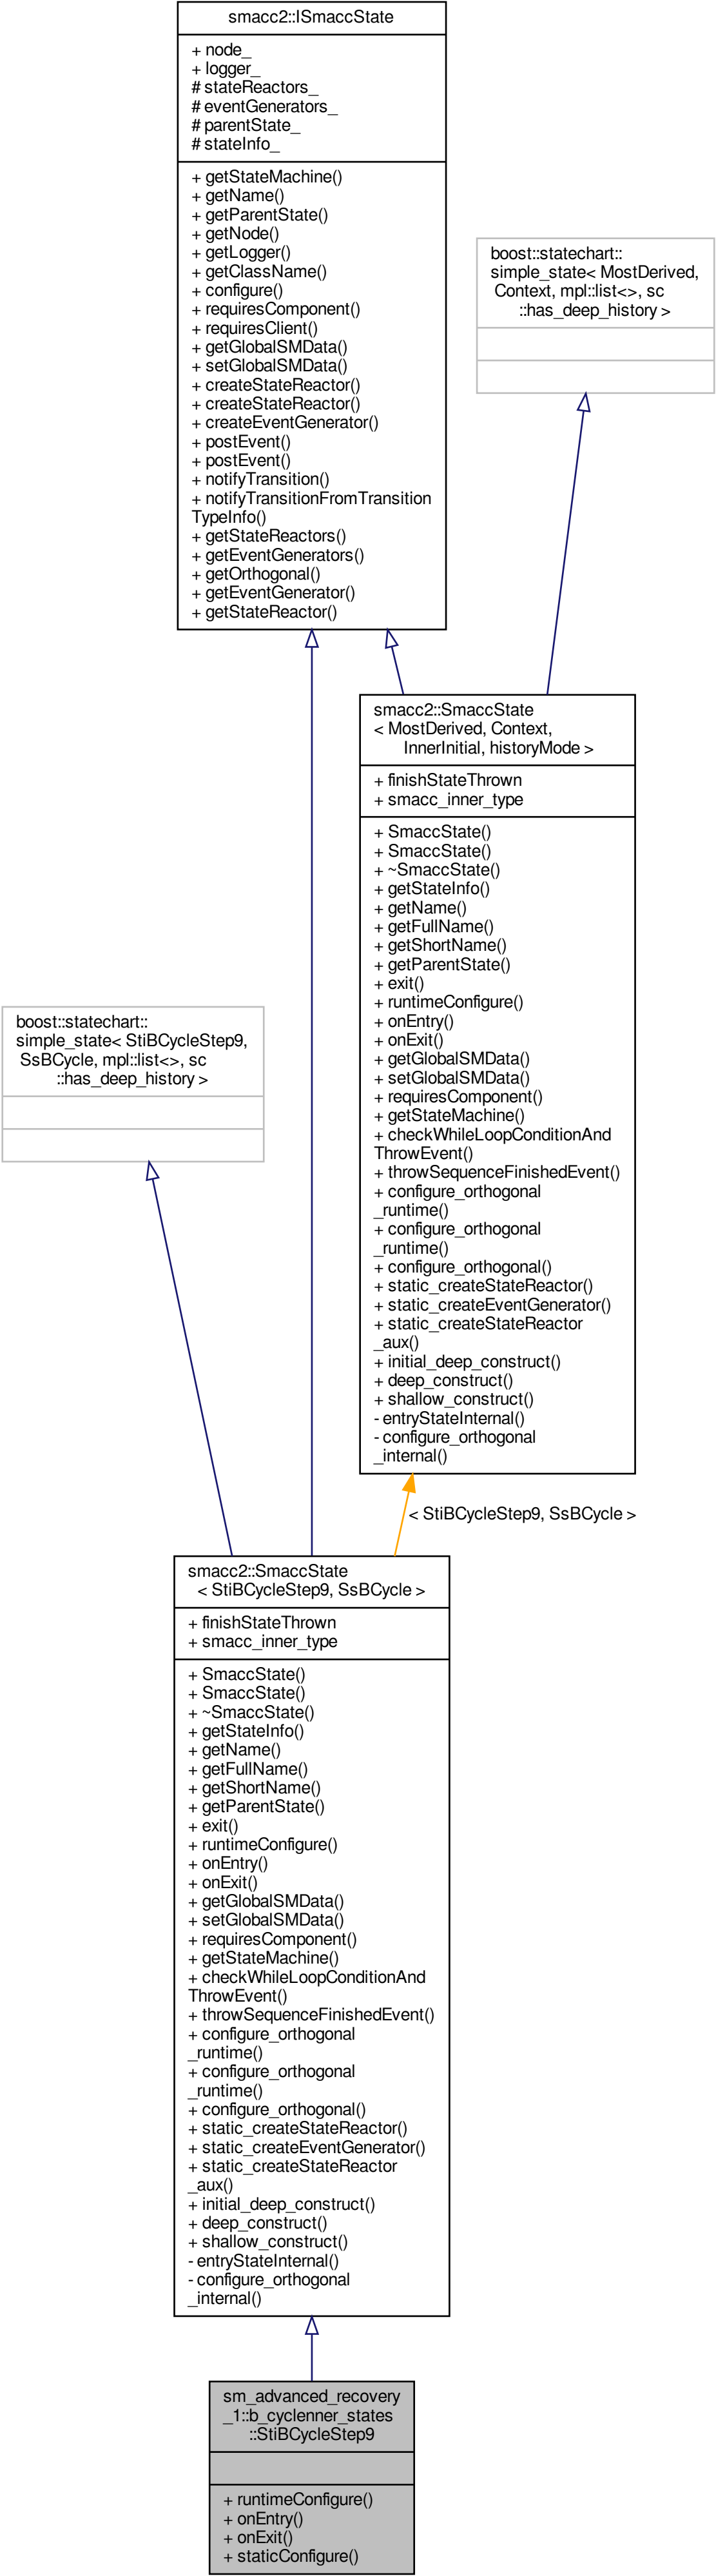 smacc2::ISmaccState
+ node_
+ logger_
# stateReactors_
# eventGenerators_
# parentState_
# stateInfo_
+ getStateMachine()
+ getName()
+ getParentState()
+ getNode()
+ getLogger()
+ getClassName()
+ configure()
+ requiresComponent()
+ requiresClient()
+ getGlobalSMData()
+ setGlobalSMData()
+ createStateReactor()
+ createStateReactor()
+ createEventGenerator()
+ postEvent()
+ postEvent()
+ notifyTransition()
+ notifyTransitionFromTransition
TypeInfo()
+ getStateReactors()
+ getEventGenerators()
+ getOrthogonal()
+ getEventGenerator()
+ getStateReactor()
boost::statechart::
simple_state< MostDerived,
Context, mpl::list<>, sc
::has_deep_history >
smacc2::SmaccState
< MostDerived, Context,
InnerInitial, historyMode >
+ finishStateThrown
+ smacc_inner_type
+ SmaccState()
+ SmaccState()
+ ~SmaccState()
+ getStateInfo()
+ getName()
+ getFullName()
+ getShortName()
+ getParentState()
+ exit()
+ runtimeConfigure()
+ onEntry()
+ onExit()
+ getGlobalSMData()
+ setGlobalSMData()
+ requiresComponent()
+ getStateMachine()
+ checkWhileLoopConditionAnd
ThrowEvent()
+ throwSequenceFinishedEvent()
+ configure_orthogonal
_runtime()
+ configure_orthogonal
_runtime()
+ configure_orthogonal()
+ static_createStateReactor()
+ static_createEventGenerator()
+ static_createStateReactor
_aux()
+ initial_deep_construct()
+ deep_construct()
+ shallow_construct()
- entryStateInternal()
- configure_orthogonal
_internal()
boost::statechart::
simple_state< StiBCycleStep9,
SsBCycle, mpl::list<>, sc
::has_deep_history >
< StiBCycleStep9, SsBCycle >
smacc2::SmaccState
< StiBCycleStep9, SsBCycle >
+ finishStateThrown
+ smacc_inner_type
+ SmaccState()
+ SmaccState()
+ ~SmaccState()
+ getStateInfo()
+ getName()
+ getFullName()
+ getShortName()
+ getParentState()
+ exit()
+ runtimeConfigure()
+ onEntry()
+ onExit()
+ getGlobalSMData()
+ setGlobalSMData()
+ requiresComponent()
+ getStateMachine()
+ checkWhileLoopConditionAnd
ThrowEvent()
+ throwSequenceFinishedEvent()
+ configure_orthogonal
_runtime()
+ configure_orthogonal
_runtime()
+ configure_orthogonal()
+ static_createStateReactor()
+ static_createEventGenerator()
+ static_createStateReactor
_aux()
+ initial_deep_construct()
+ deep_construct()
+ shallow_construct()
- entryStateInternal()
- configure_orthogonal
_internal()
sm_advanced_recovery
_1::b_cyclenner_states
::StiBCycleStep9
+ runtimeConfigure()
+ onEntry()
+ onExit()
+ staticConfigure()